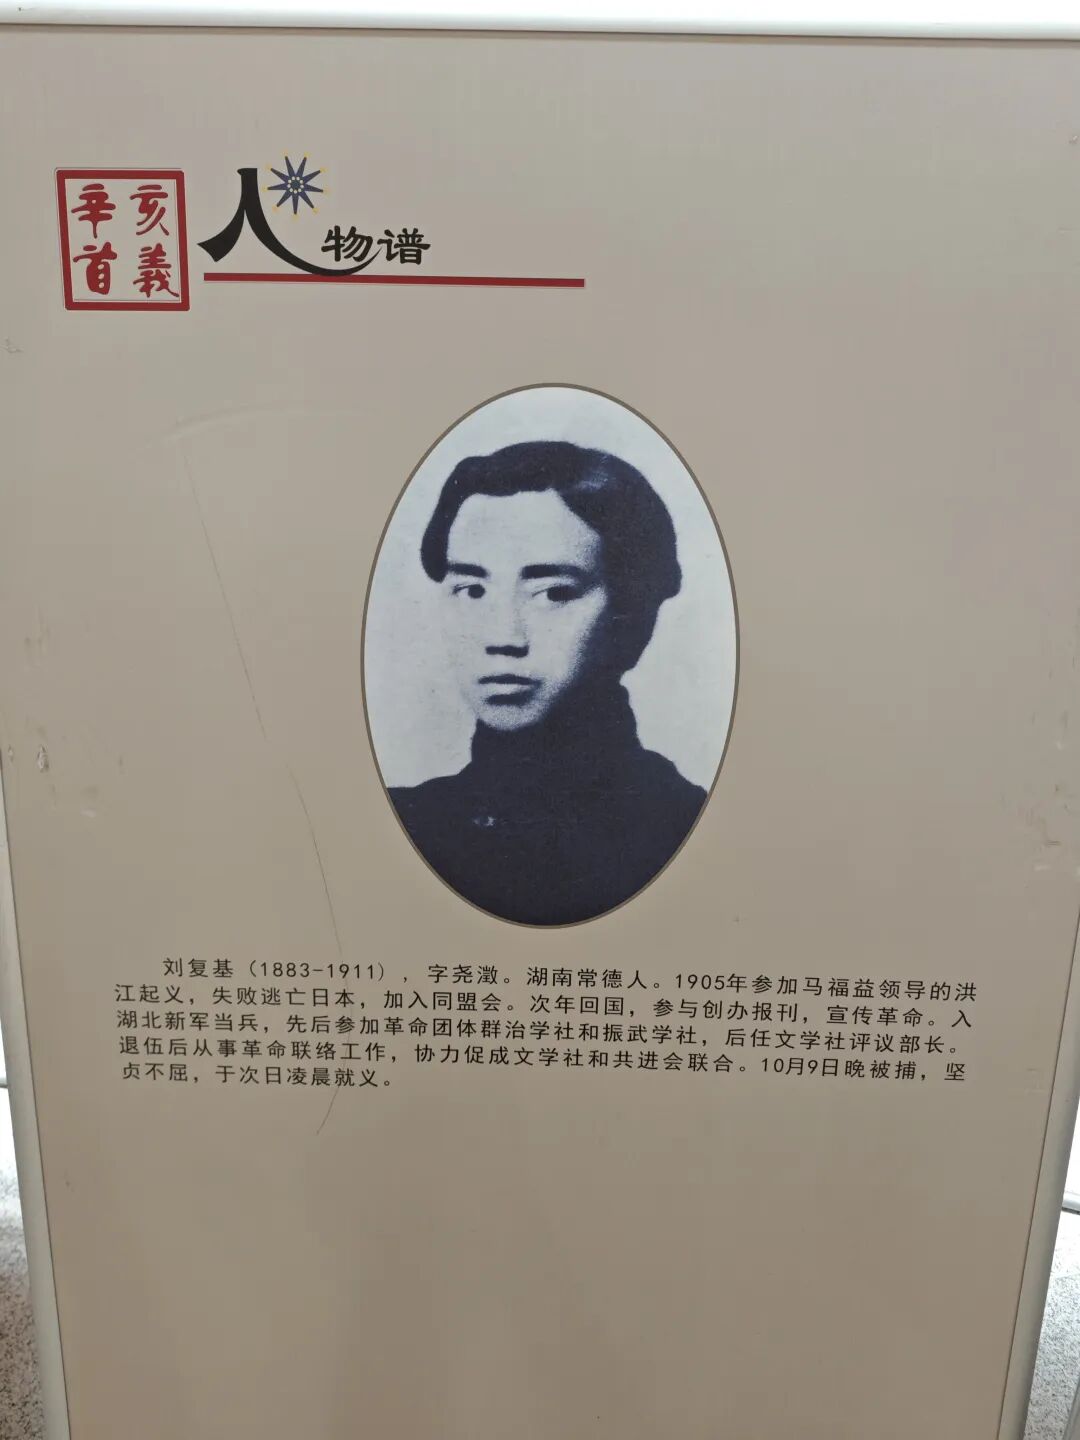 辛亥
首義
人物谱
刘复基（1883-1911），字尧澂。湖南常德人。1905年参加马福益领导的洪
江起义，失败逃亡日本，加入同盟会。次年回国，参与创办报刊，宣传革命。入
湖北新军当兵，先后参加革命团体群治学社和振武学社，后任文学社评议部长。
退伍后从事革命联络工作，协力促成文学社和共进会联合。10月9日晚被捕，坚
贞不屈，于次日凌晨就义。